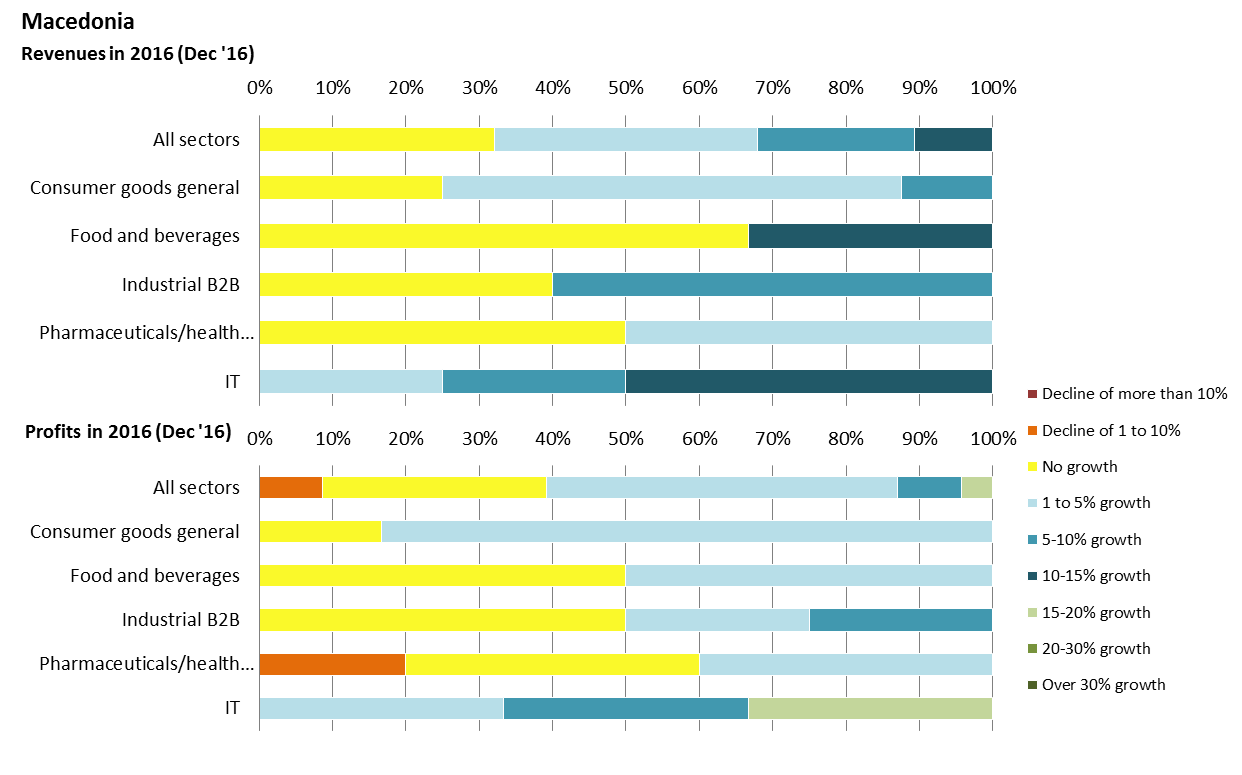 Macedonia
Revenues in 2016 (Dec '16)
0% 10% 20% 30% 40% 50% 60% 70% 80% 90% 100%
All sectors
Consumer goods general
Food and beverages
Industrial B2B
Pharmaceuticals/health...
IT
Profits in 2016 (Dec '16)
0% 10% 20% 30% 40% 50% 60% 70% 80% 90% 100%
All sectors
Consumer goods general
Food and beverages
Industrial B2B
Pharmaceuticals/health...
IT
Decline of more than 10%
Decline of 1 to 10%
No growth
1 to 5% growth
5-10% growth
10-15% growth
15-20% growth
20-30% growth
Over 30% growth